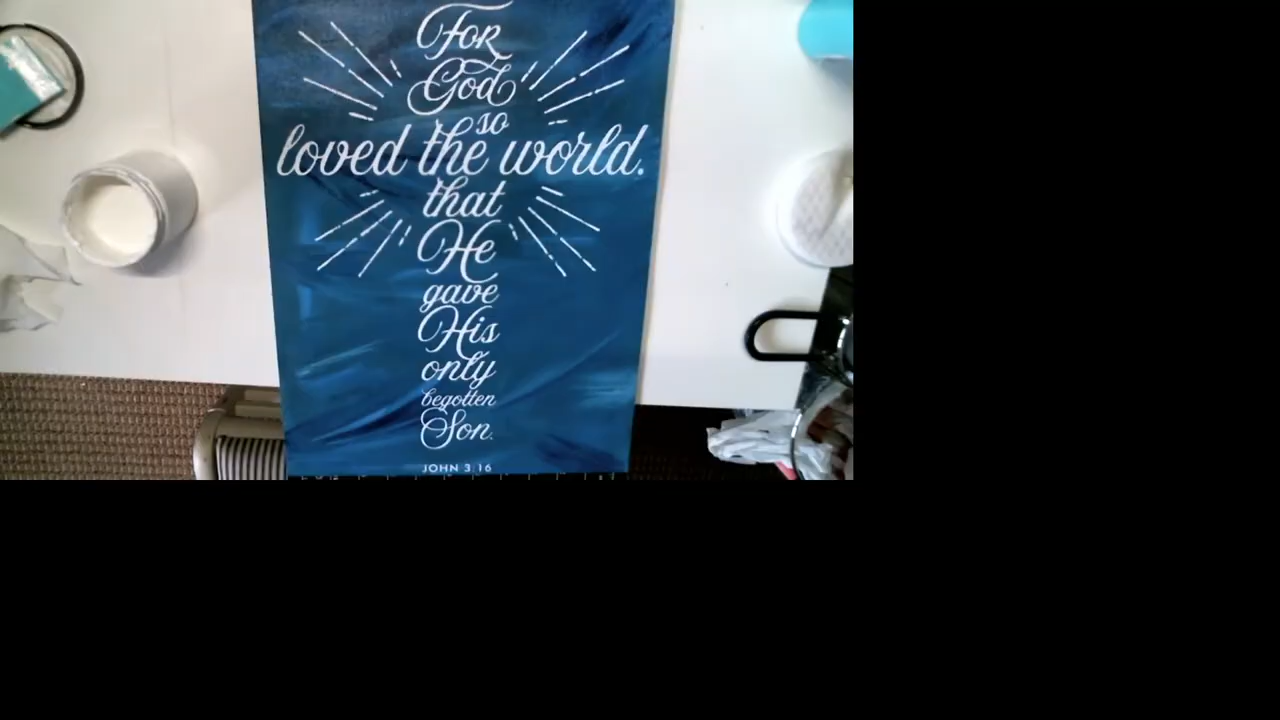 For
God
so
loved the world.
that
He
gave
His
only
begotten
Son.
JOHN 3:16